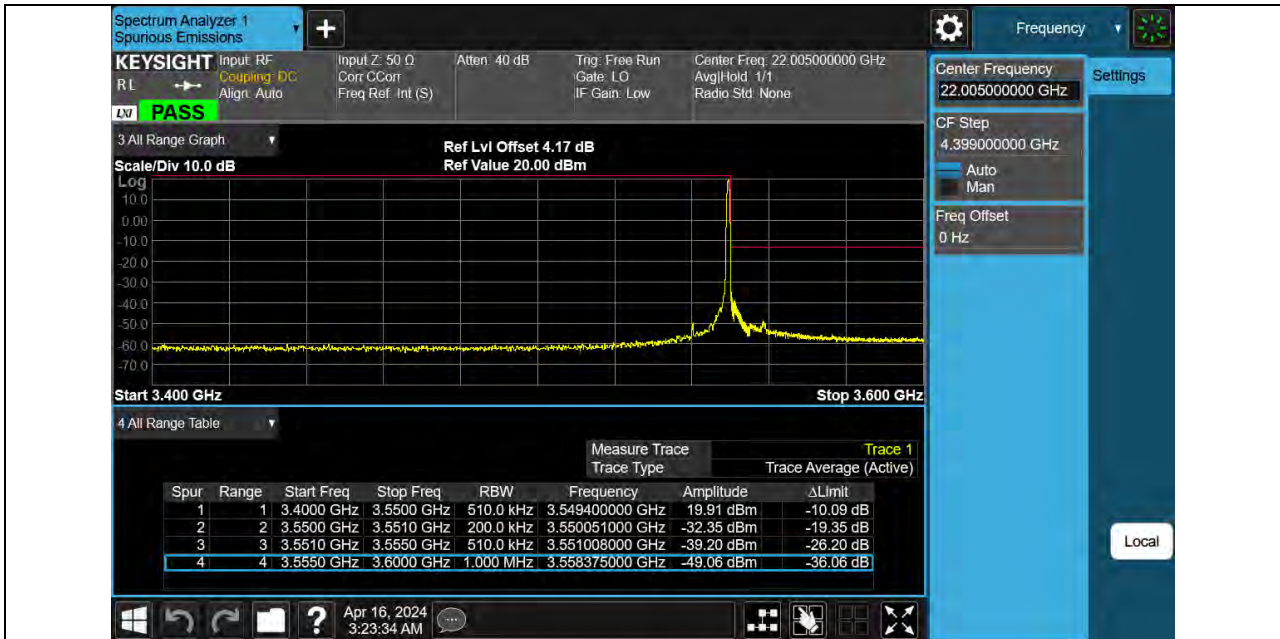 Spectrum Analyzer 1
Spurious Emissions
Frequency
KEYSIGHT
RL
LXI
PASS
Input: RF
Coupling: DC
Align: Auto
Input Z: 50 Ω
Corr CCorr
Freq Ref: Int (S)
Atten: 40 dB
Trig: Free Run
Gate: LO
IF Gain: Low
Center Freq: 22.005000000 GHz
Avg|Hold: 1/1
Radio Std: None
Center Frequency
22.005000000 GHz
Settings
CF Step
4.399000000 GHz
Auto
Man
Freq Offset
0 Hz
3 All Range Graph
Ref Lvl Offset 4.17 dB
Scale/Div 10.0 dB
Ref Value 20.00 dBm
Log
10.0
0.00
-10.0
-20.0
-30.0
-40.0
-50.0
-60.0
-70.0
Start 3.400 GHz
Stop 3.600 GHz
4 All Range Table
Measure Trace Trace 1
Trace Type Trace Average (Active)
Spur Range Start Freq Stop Freq RBW Frequency Amplitude ΔLimit
1 1 3.4000 GHz 3.5500 GHz 510.0 kHz 3.549400000 GHz 19.91 dBm -10.09 dB
2 2 3.5500 GHz 3.5510 GHz 200.0 kHz 3.550051000 GHz -32.35 dBm -19.35 dB
3 3 3.5510 GHz 3.5550 GHz 510.0 kHz 3.551008000 GHz -39.20 dBm -26.20 dB
4 4 3.5550 GHz 3.6000 GHz 1.000 MHz 3.558375000 GHz -49.06 dBm -36.06 dB
Local
?
Apr 16, 2024
3:23:34 AM